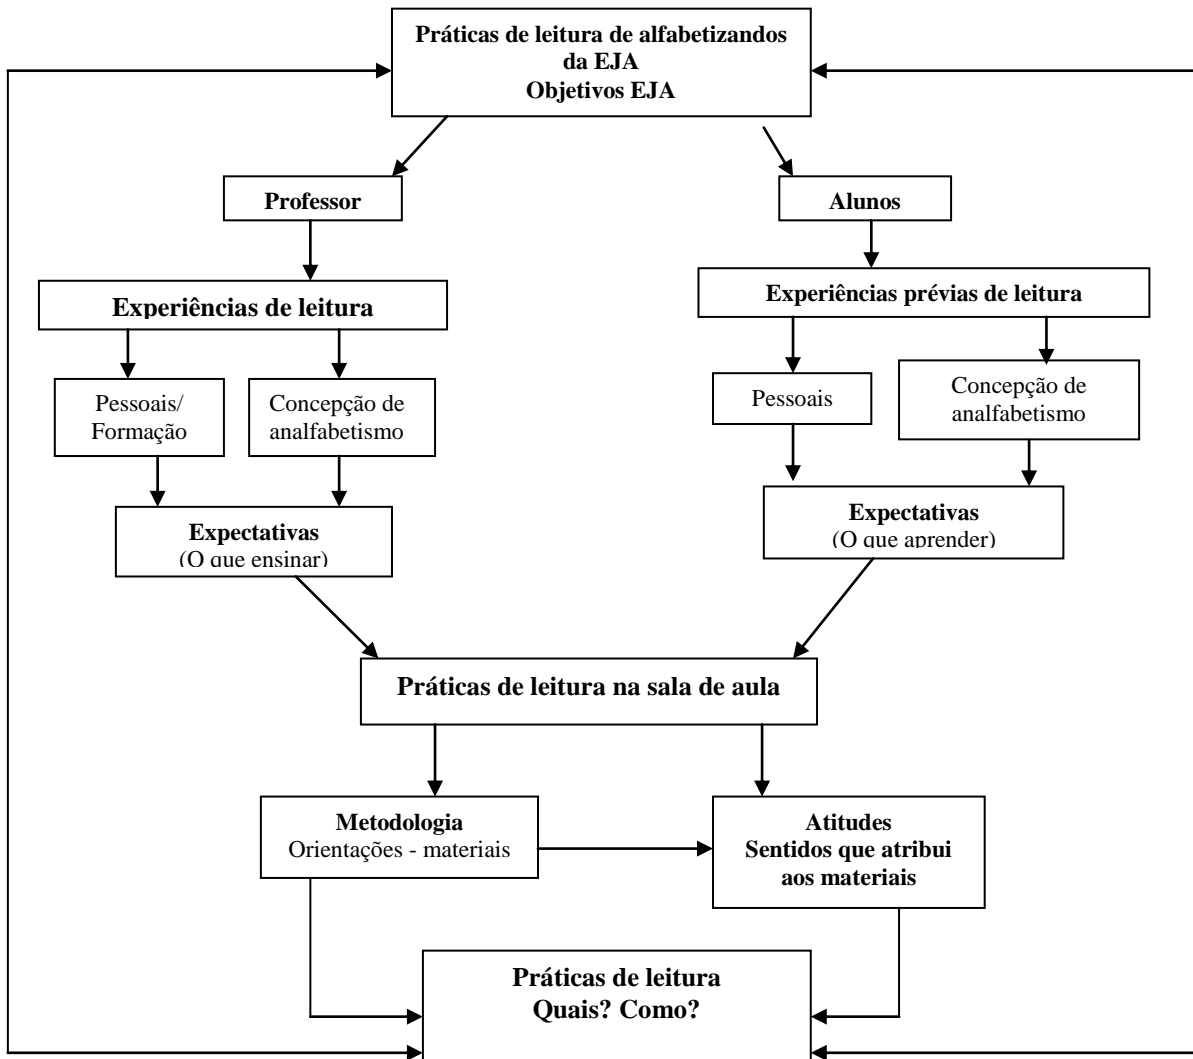 Práticas de leitura de alfabetizandos
da EJA
Objetivos EJA
Professor
Alunos
Experiências de leitura
Experiências prévias de leitura
Pessoais/
Formação
Concepção de
analfabetismo
Pessoais
Concepção de
analfabetismo
Expectativas
(O que ensinar)
Expectativas
(O que aprender)
Práticas de leitura na sala de aula
Metodologia
Orientações - materiais
Atitudes
Sentidos que atribui
aos materiais
Práticas de leitura
Quais? Como?